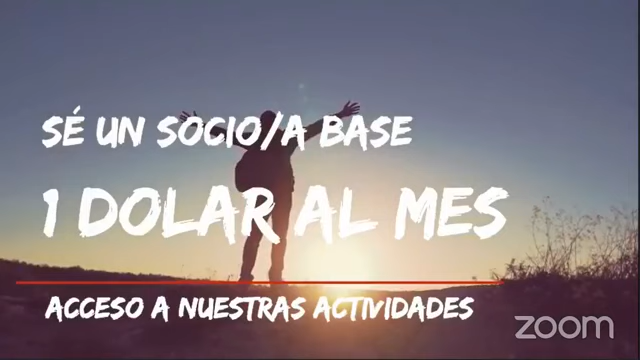 SÉ UN SOCIO/A BASE
1 DOLAR AL MES
ACCESO A NUESTRAS ACTIVIDADES
zoom